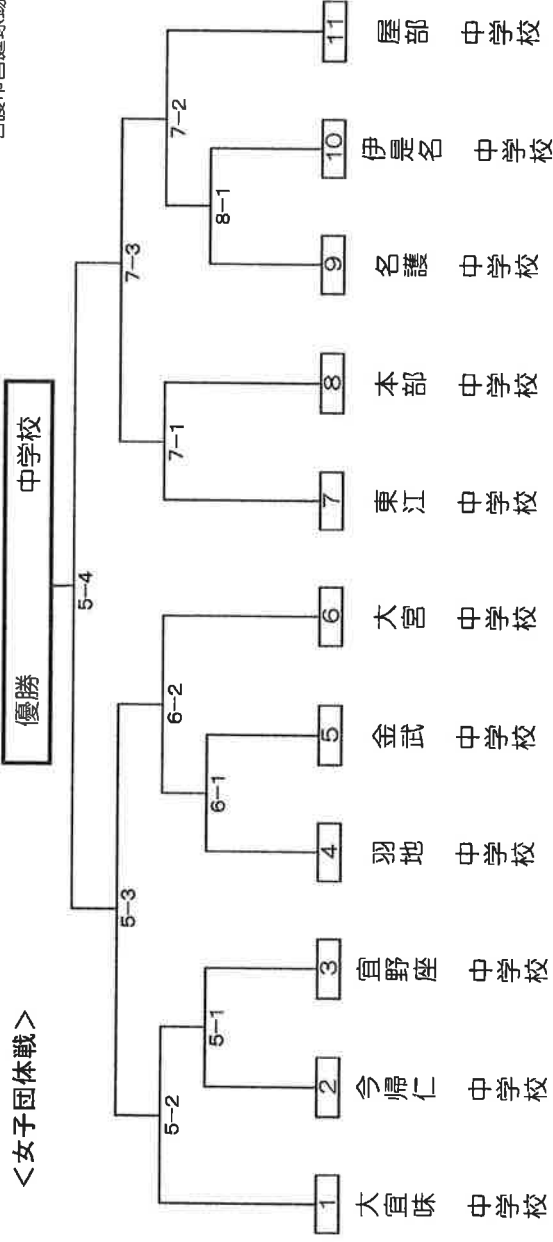 <女子団体戦>
優勝 中学校
5-4
5-3
7-3
5-2
6-2
7-1
7-2
5-1
6-1
8-1
1 大宜味 中学校
2 今帰仁 中学校
3 宜野座 中学校
4 羽地 中学校
5 金武 中学校
6 大宮 中学校
7 東江 中学校
8 本部 中学校
9 名護 中学校
10 伊是名 中学校
11 屋部 中学校